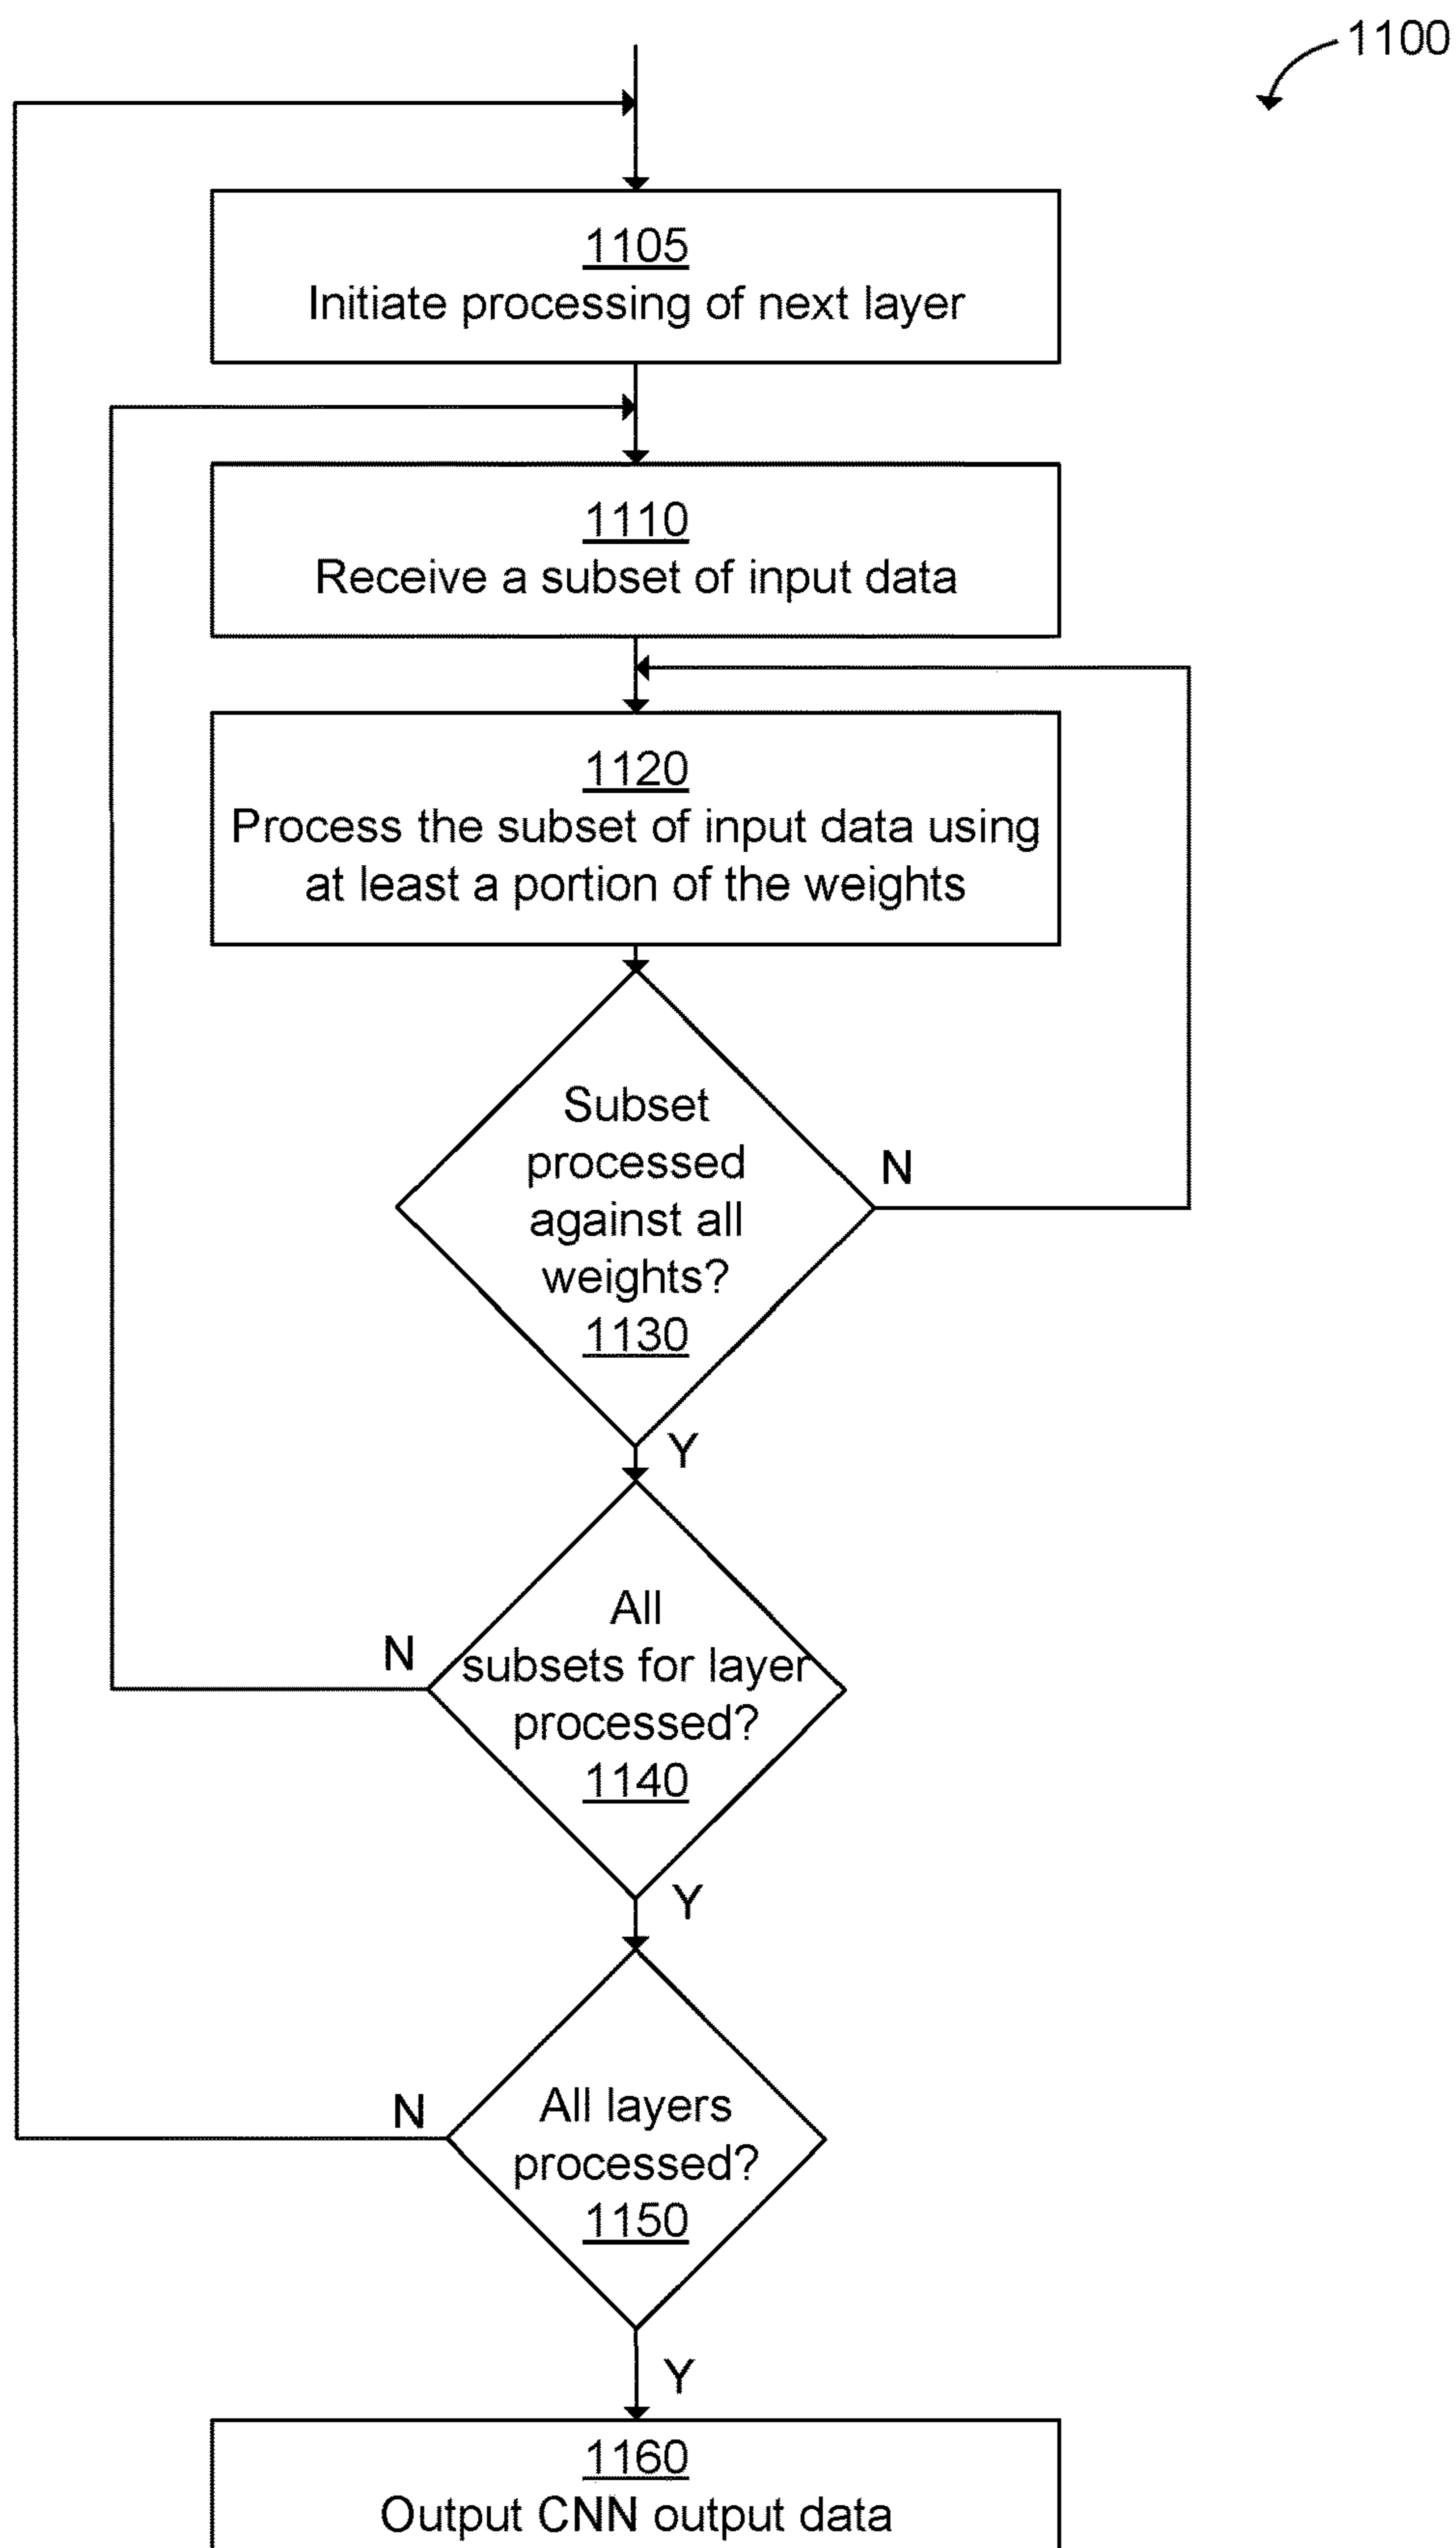 1100
1105
Initiate processing of next layer
1110
Receive a subset of input data
1120
Process the subset of input data using
at least a portion of the weights
Subset
processed
against all
weights?
1130
N
Y
All
subsets for layer
processed?
1140
N
Y
All layers
processed?
1150
N
Y
1160
Output CNN output data